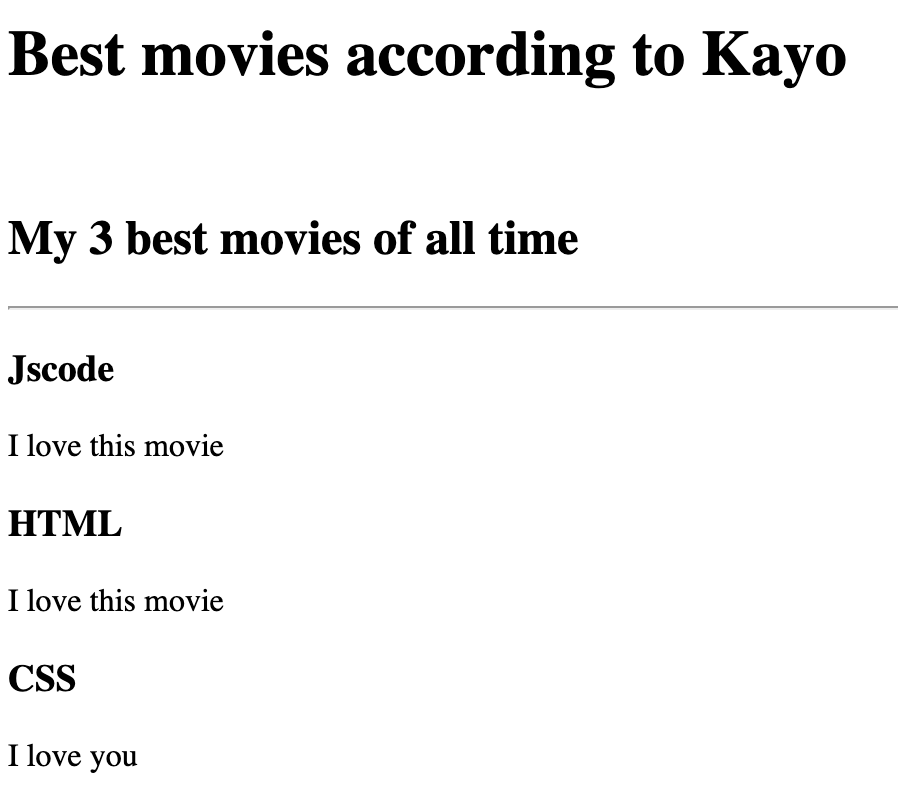 Best movies according to Kayo
My 3 best movies of all time
Jscode
I love this movie
HTML
I love this movie
CSS
I love you